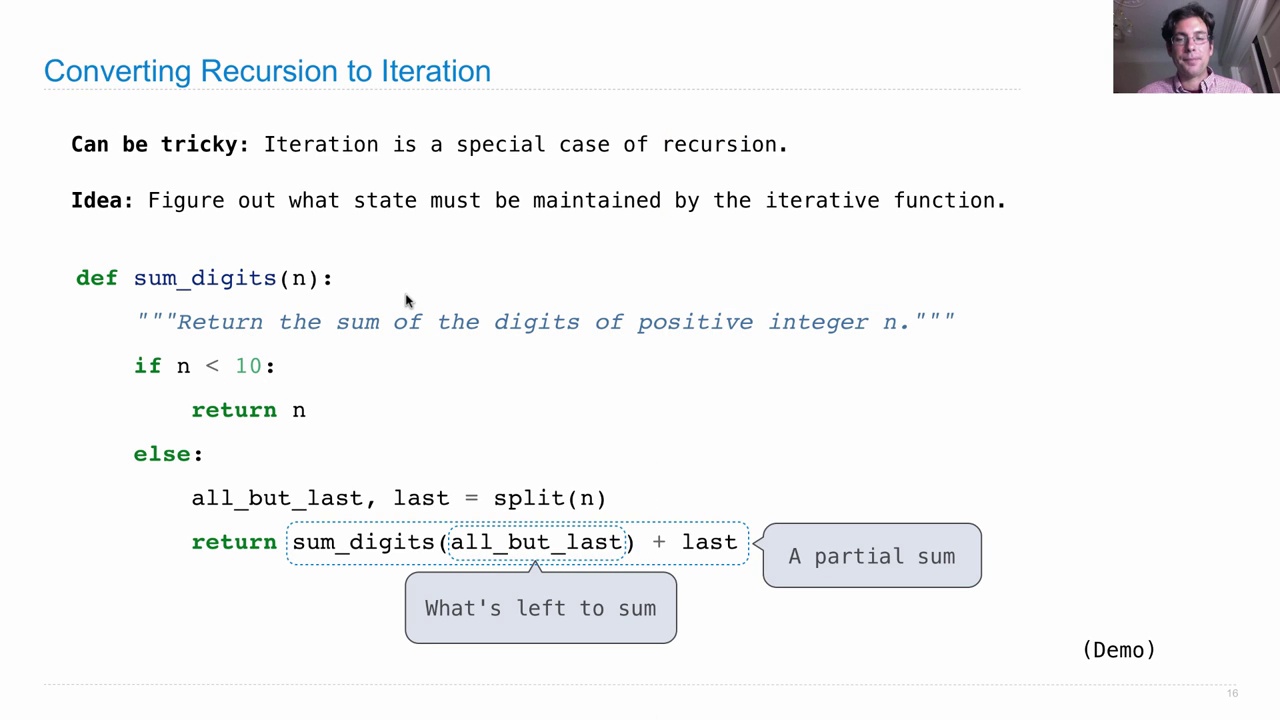 Converting Recursion to Iteration
Can be tricky: Iteration is a special case of recursion.
Idea: Figure out what state must be maintained by the iterative function.
def sum_digits(n):
"""Return the sum of the digits of positive integer n."""
if n < 10:
return n
else:
all_but_last, last = split(n)
return sum_digits(all_but_last) + last
A partial sum
What's left to sum
(Demo)
16